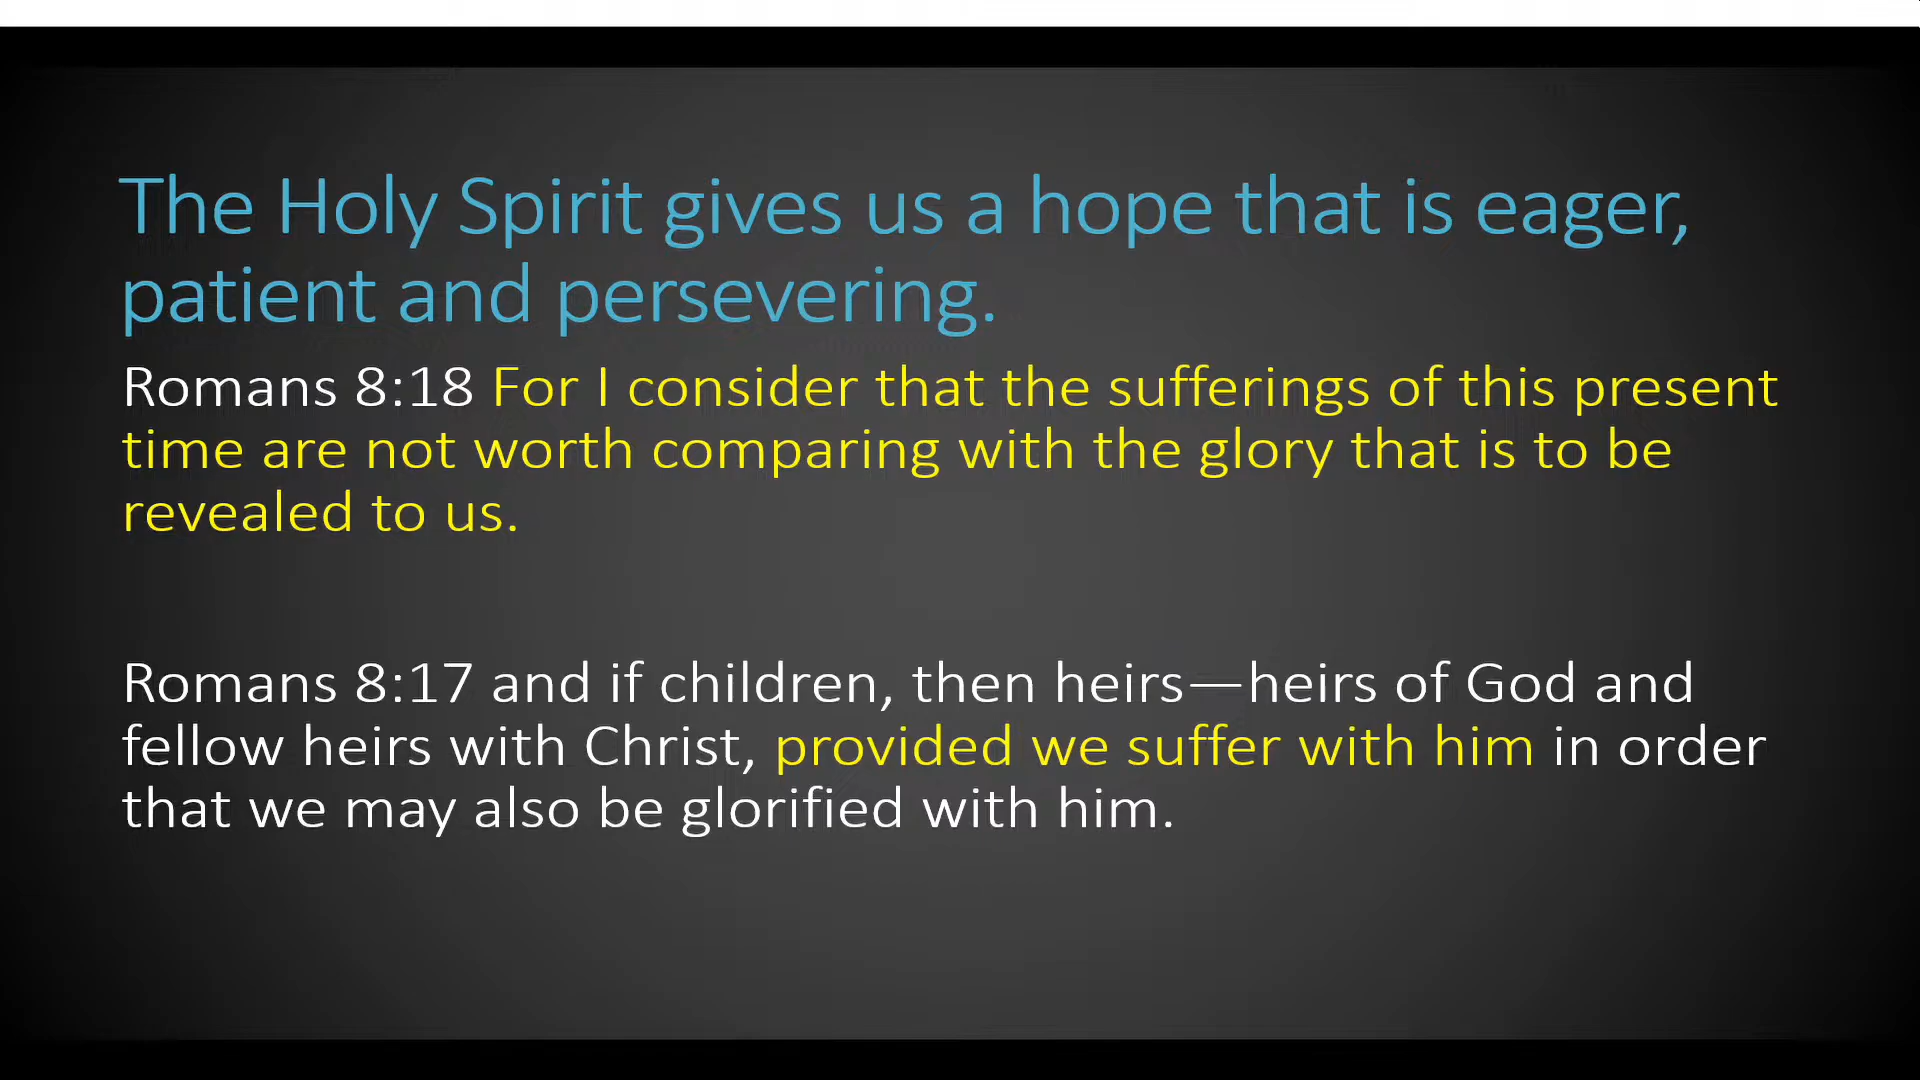 The Holy Spirit gives us a hope that is eager,
patient and persevering.
Romans 8:18 For I consider that the sufferings of this present
time are not worth comparing with the glory that is to be
revealed to us.
Romans 8:17 and if children, then heirs—heirs of God and
fellow heirs with Christ, provided we suffer with him in order
that we may also be glorified with him.